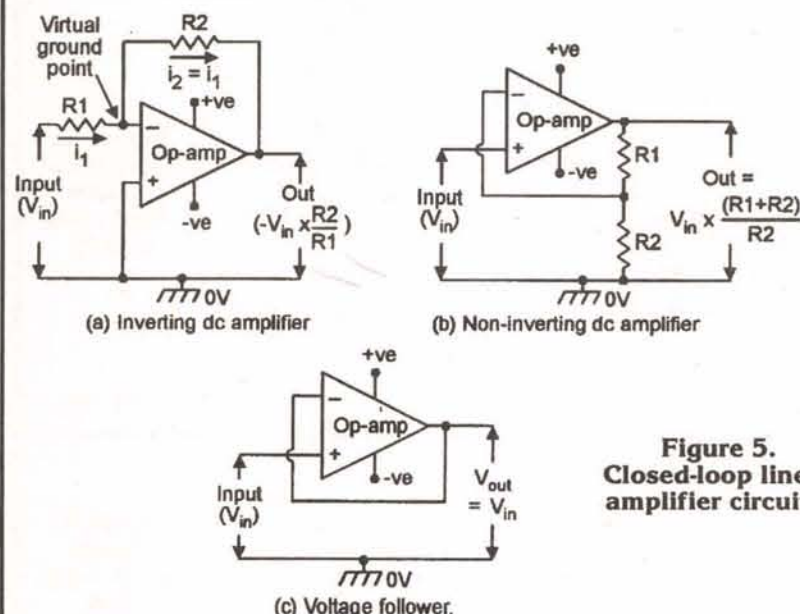 Virtual
ground
point
R2
i2 = i1
R1
i1
+ve
−
Op-amp
+
-ve
Input
(Vin)
Out
(-Vin x R2/R1)
0V
(a) Inverting dc amplifier
+ve
−
Op-amp
+
-ve
R1
R2
Input
(Vin)
Out =
Vin x (R1+R2)/R2
0V
(b) Non-inverting dc amplifier
+ve
−
Op-amp
+
-ve
Input
(Vin)
Vout
= Vin
0V
(c) Voltage follower.
Figure 5.
Closed-loop line
amplifier circui